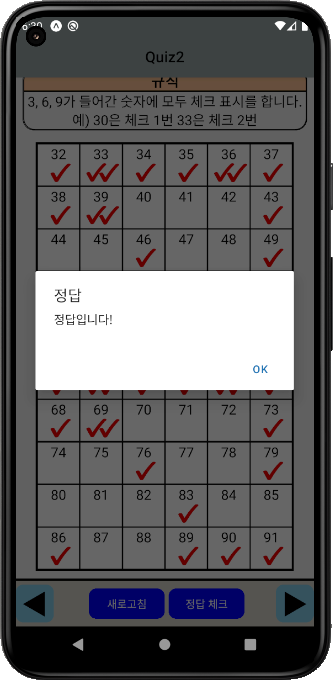 6:30
Quiz2
규칙
3, 6, 9가 들어간 숫자에 모두 체크 표시를 합니다.
예) 30은 체크 1번 33은 체크 2번
32 33 34 35 36 37
38 39 40 41 42 43
44 45 46 47 48 49
정답
정답입니다!
OK
68 69 70 71 72 73
74 75 76 77 78 79
80 81 82 83 84 85
86 87 88 89 90 91
새로고침 정답 체크